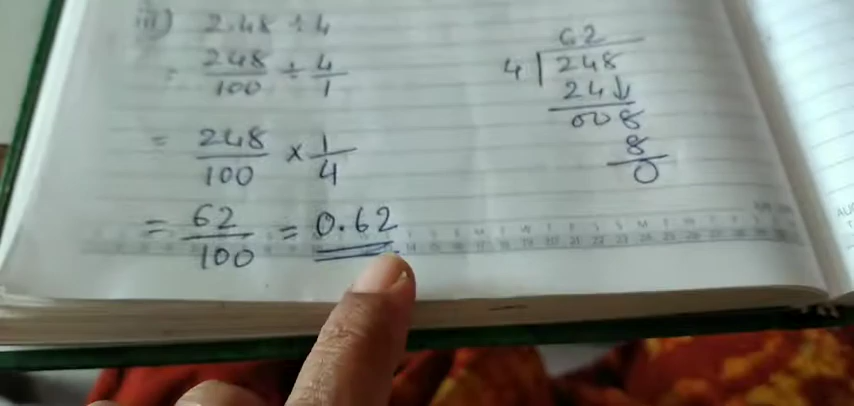 iii) 2.48 ÷ 4
= 248/100 ÷ 4/1
= 248/100 × 1/4
= 62/100 = 0.62
62
4 | 248
24 ↓
008
8
0